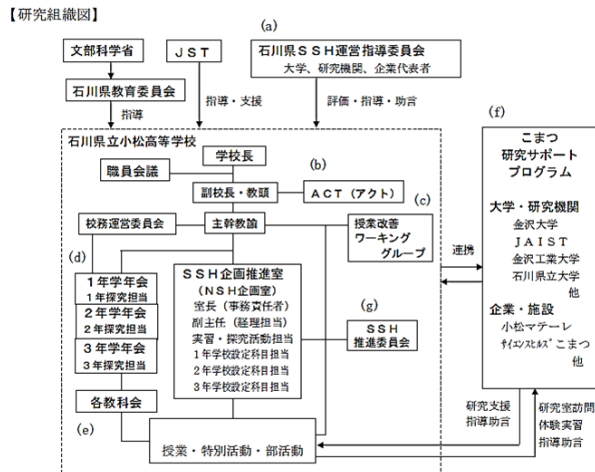 【研究組織図】
(a)
文部科学省
JST
石川県SSH運営指導委員会
大学、研究機関、企業代表者
石川県教育委員会
指導
指導・支援
評価・指導・助言
(f)
石川県立小松高等学校
学校長
職員会議
(b)
副校長・教頭
ACT(アクト)
(c)
校務運営委員会
主幹教諭
授業改善
ワーキング
グループ
(d)
1年学年会
1年探究担当
2年学年会
2年探究担当
3年学年会
3年探究担当
各教科会
(e)
SSH企画推進室
(NSH企画室)
室長(事務責任者)
副主任(経理担当)
実習・探究活動担当
1年学校設定科目担当
2年学校設定科目担当
3年学校設定科目担当
(g)
SSH
推進委員会
授業・特別活動・部活動
連携
こまつ
研究サポート
プログラム
大学・研究機関
金沢大学
JAIST
金沢工業大学
石川県立大学
他
企業・施設
小松マテーレ
サイエンスヒルズこまつ
他
研究支援
指導助言
研究室訪問
体験実習
指導助言